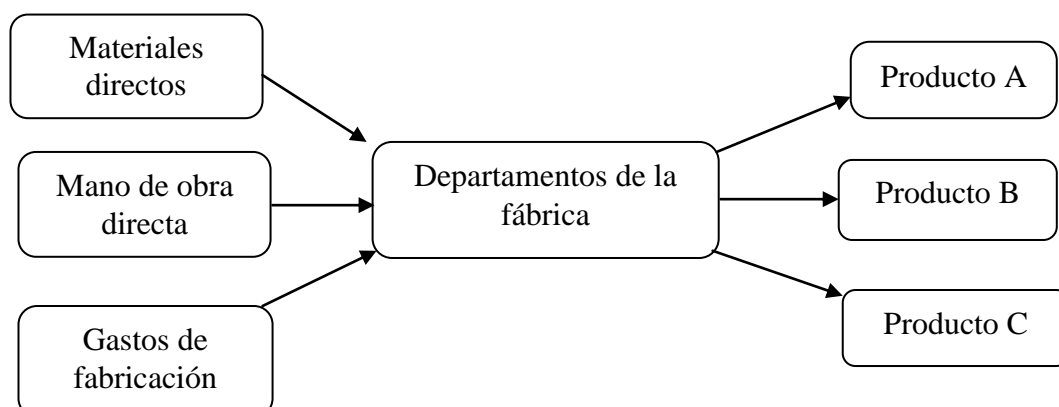 Materiales
directos
Mano de obra
directa
Gastos de
fabricación
Departamentos de la
fábrica
Producto A
Producto B
Producto C